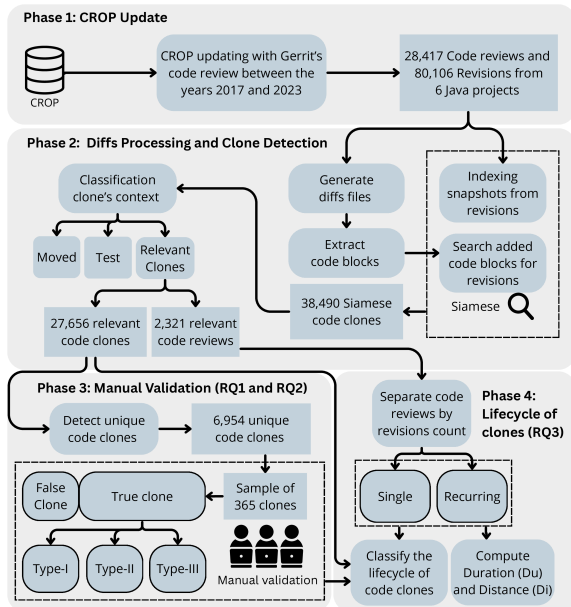 Phase 1: CROP Update
CROP
CROP updating with Gerrit's
code review between the
years 2017 and 2023
28,417 Code reviews and
80,106 Revisions from
6 Java projects
Phase 2: Diffs Processing and Clone Detection
Classification
clone's context
Moved
Test
Relevant
Clones
27,656 relevant
code clones
2,321 relevant
code reviews
Generate
diffs files
Extract
code blocks
38,490 Siamese
code clones
Indexing
snapshots from
revisions
Search added
code blocks for
revisions
Siamese
Phase 3: Manual Validation (RQ1 and RQ2)
Detect unique
code clones
6,954 unique
code clones
Sample of
365 clones
False
Clone
True clone
Type-I
Type-II
Type-III
Manual validation
Phase 4:
Lifecycle of
clones (RQ3)
Separate code
reviews by
revisions count
Single
Recurring
Classify the
lifecycle of
code clones
Compute
Duration (Du)
and Distance (Di)